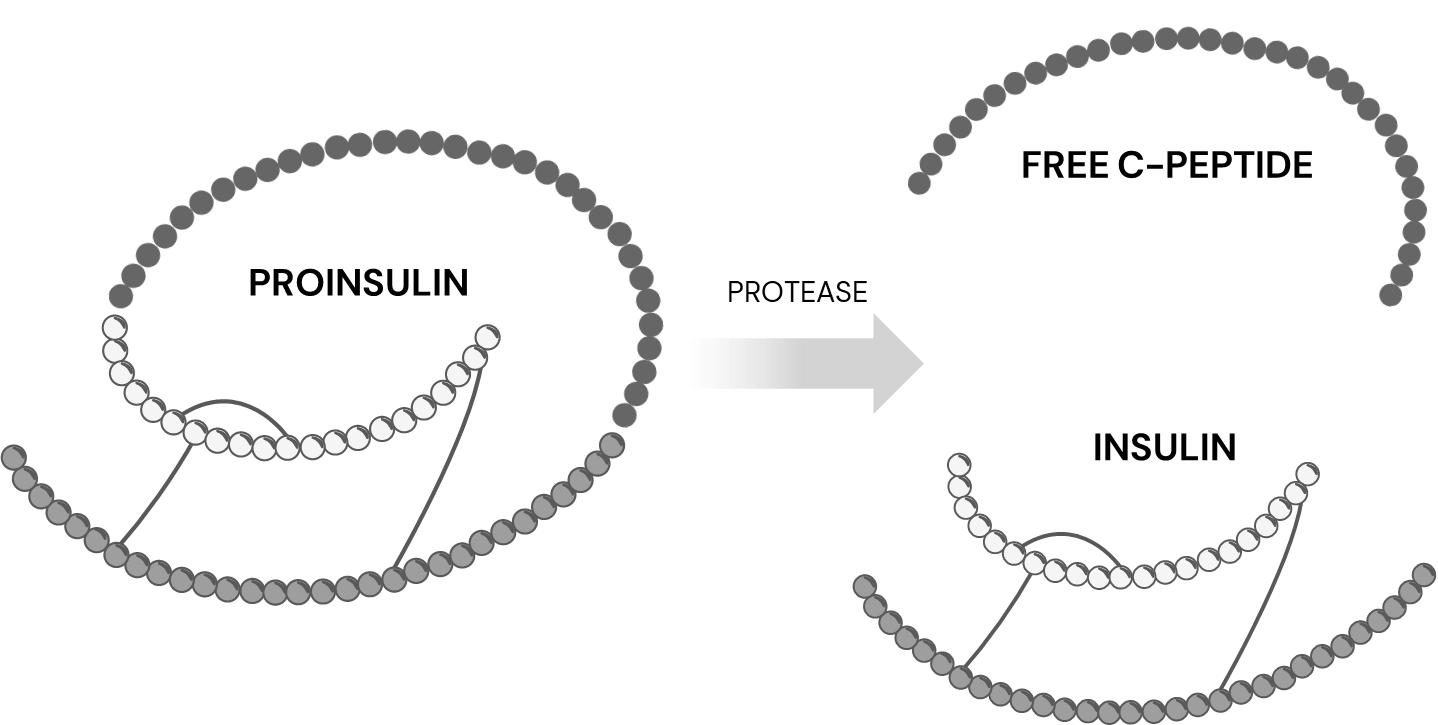 PROINSULIN
PROTEASE
FREE C-PEPTIDE
INSULIN